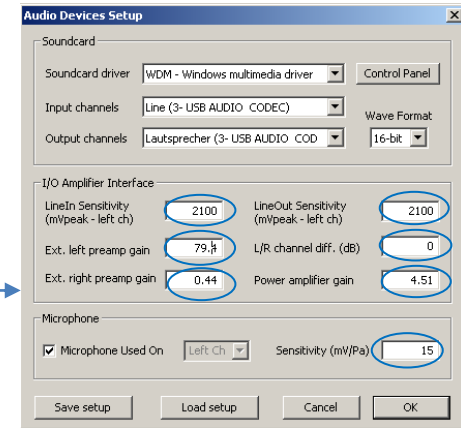 Audio Devices Setup
Soundcard
Soundcard driver WDM - Windows multimedia driver Control Panel
Input channels Line (3- USB AUDIO CODEC)
Wave Format
Output channels Lautsprecher (3- USB AUDIO COD 16-bit
I/O Amplifier Interface
LineIn Sensitivity
(mVpeak - left ch) 2100
LineOut Sensitivity
(mVpeak - left ch) 2100
Ext. left preamp gain 79.4 L/R channel diff. (dB) 0
Ext. right preamp gain 0.44 Power amplifier gain 4.51
Microphone
Microphone Used On Left Ch Sensitivity (mV/Pa) 15
Save setup Load setup Cancel OK